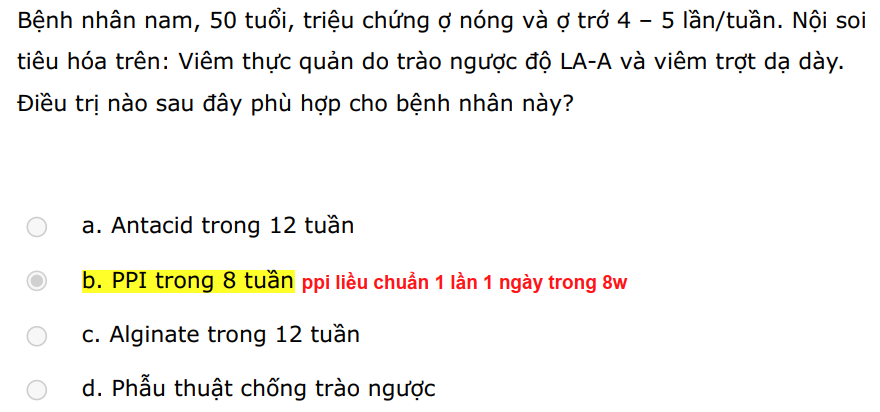 Bệnh nhân nam, 50 tuổi, triệu chứng ợ nóng và ợ trớ 4 – 5 lần/tuần. Nội soi
tiêu hóa trên: Viêm thực quản do trào ngược độ LA-A và viêm trợt dạ dày.
Điều trị nào sau đây phù hợp cho bệnh nhân này?
a. Antacid trong 12 tuần
b. PPI trong 8 tuần ppi liều chuẩn 1 lần 1 ngày trong 8w
c. Alginate trong 12 tuần
d. Phẫu thuật chống trào ngược